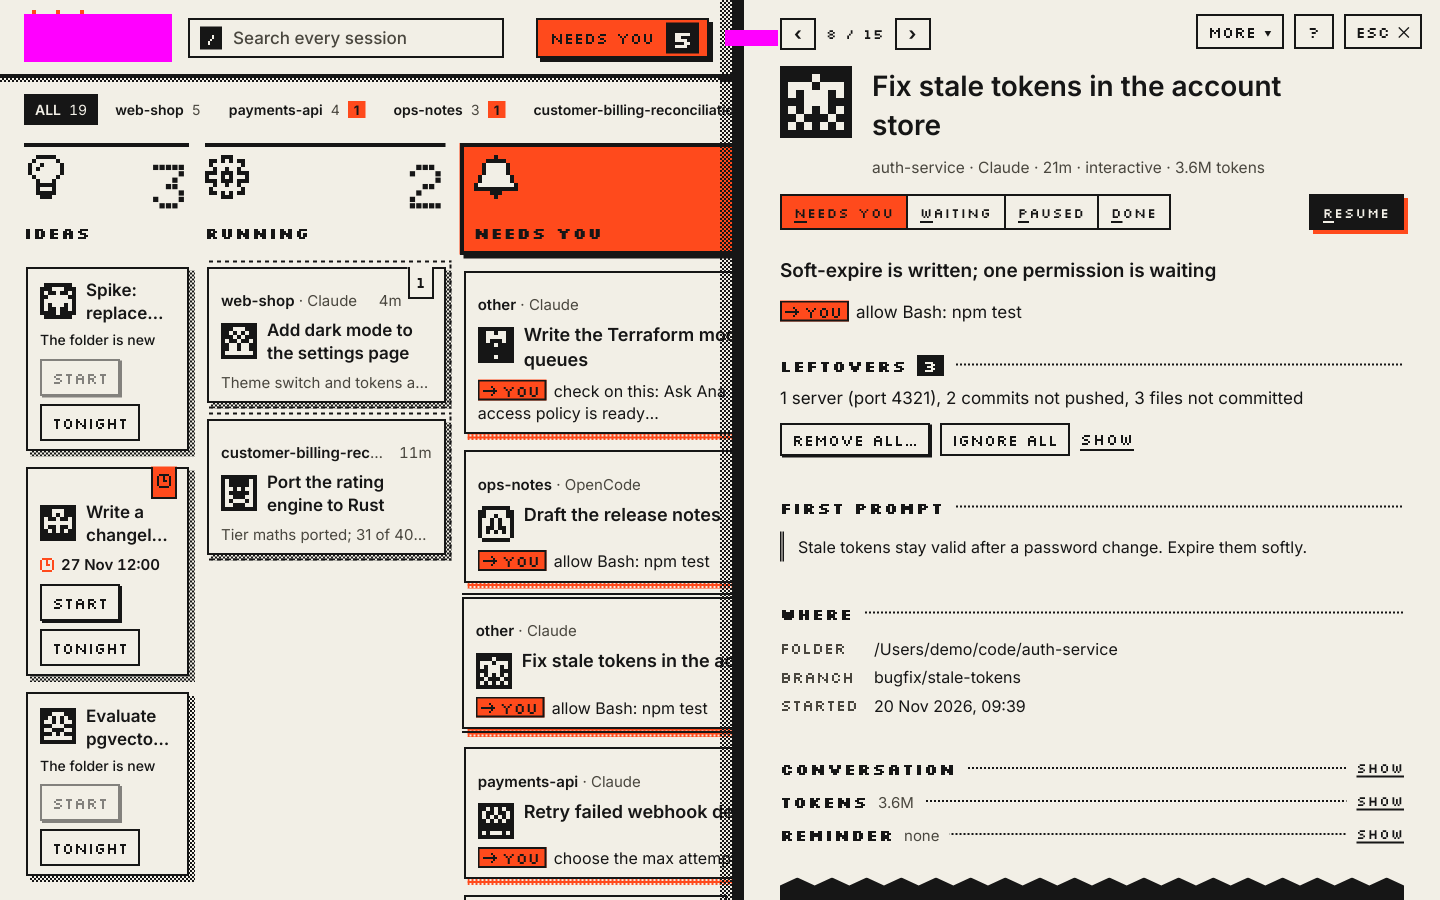 / Search every session
NEEDS YOU 5
ALL 19 web-shop 5 payments-api 4 1 ops-notes 3 1
IDEAS 3
Spike:
replace…
The folder is new
START
TONIGHT
Write a
changel…
27 Nov 12:00
START
TONIGHT
Evaluate
pgvecto…
The folder is new
START
TONIGHT
RUNNING 2
1
web-shop · Claude 4m
Add dark mode to
the settings page
Theme switch and tokens a…
customer-billing-rec… 11m
Port the rating
engine to Rust
Tier maths ported; 31 of 40…
NEEDS YOU
other · Claude
Write the Terraform
queues
→ YOU check on this: Ask Ana
access policy is ready…
ops-notes · OpenCode
Draft the release notes
→ YOU allow Bash: npm test
other · Claude
Fix stale tokens in the
→ YOU allow Bash: npm test
payments-api · Claude
Retry failed webhook
→ YOU choose the max
‹ 8 / 15 ›
MORE ▾ ? ESC ×
Fix stale tokens in the account
store
auth-service · Claude · 21m · interactive · 3.6M tokens
NEEDS YOU WAITING PAUSED DONE RESUME
Soft-expire is written; one permission is waiting
→ YOU allow Bash: npm test
LEFTOVERS 3
1 server (port 4321), 2 commits not pushed, 3 files not committed
REMOVE ALL… IGNORE ALL SHOW
FIRST PROMPT
Stale tokens stay valid after a password change. Expire them softly.
WHERE
FOLDER /Users/demo/code/auth-service
BRANCH bugfix/stale-tokens
STARTED 20 Nov 2026, 09:39
CONVERSATION SHOW
TOKENS 3.6M SHOW
REMINDER none SHOW